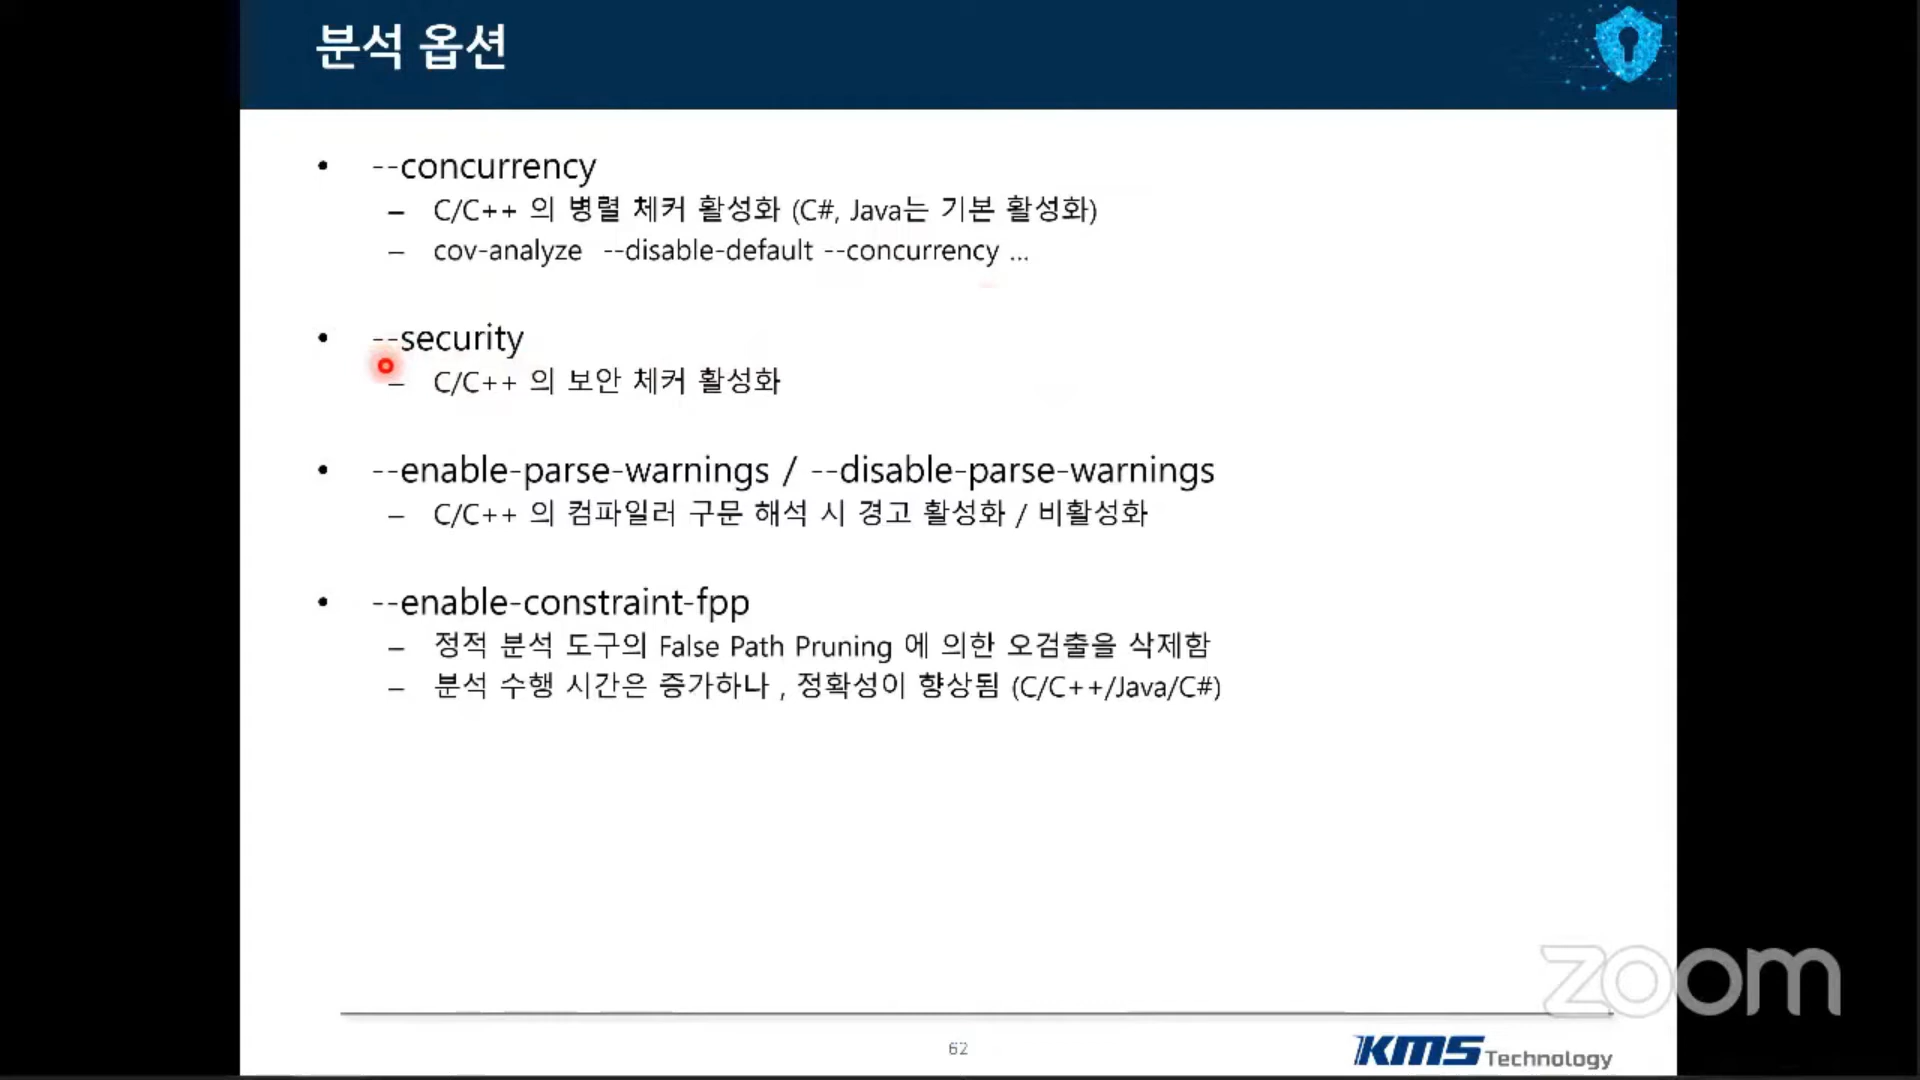 분석 옵션
• --concurrency
– C/C++ 의 병렬 체커 활성화 (C#, Java는 기본 활성화)
– cov-analyze --disable-default --concurrency ...
• --security
– C/C++ 의 보안 체커 활성화
• --enable-parse-warnings / --disable-parse-warnings
– C/C++ 의 컴파일러 구문 해석 시 경고 활성화 / 비활성화
• --enable-constraint-fpp
– 정적 분석 도구의 False Path Pruning 에 의한 오검출을 삭제함
– 분석 수행 시간은 증가하나 , 정확성이 향상됨 (C/C++/Java/C#)
zoom
62
KMS Technology